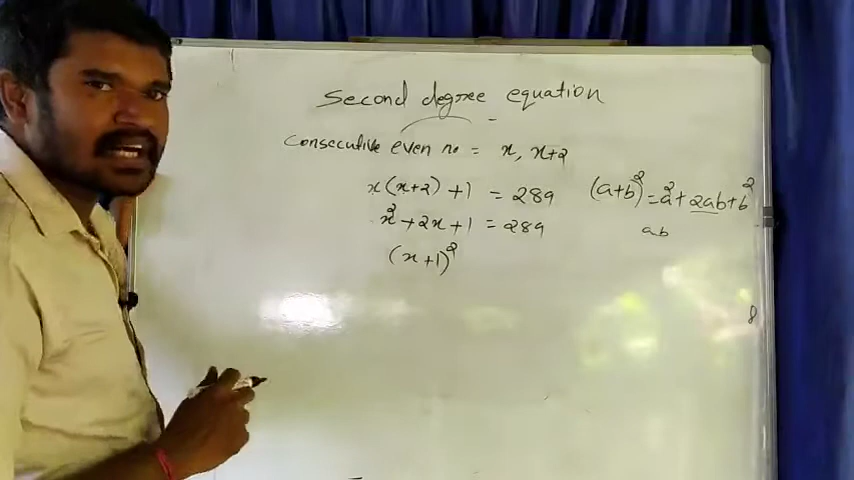 Second degree equation
Consecutive even no = x, x+2
x(x+2) +1 = 289
(a+b)² = a² + 2ab + b²
x² +2x+1 = 289
ab
(x+1)²
8